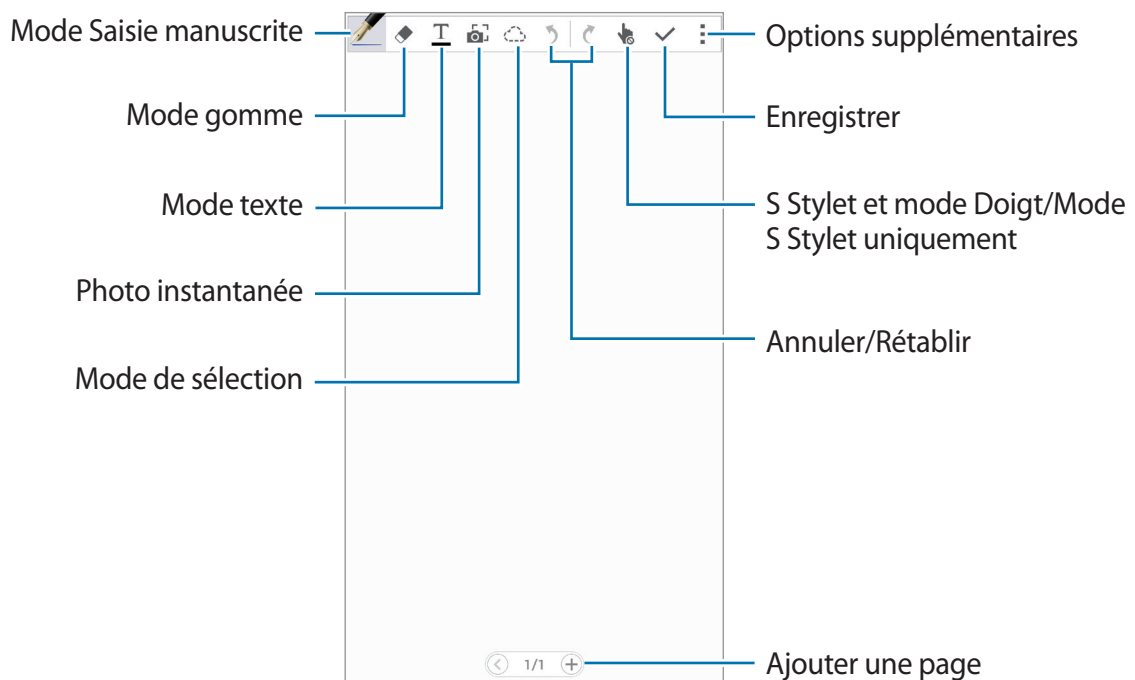 Mode Saisie manuscrite
Mode gomme
Mode texte
Photo instantanée
Mode de sélection
T
1/1
Options supplémentaires
Enregistrer
S Stylet et mode Doigt/Mode
S Stylet uniquement
Annuler/Rétablir
Ajouter une page